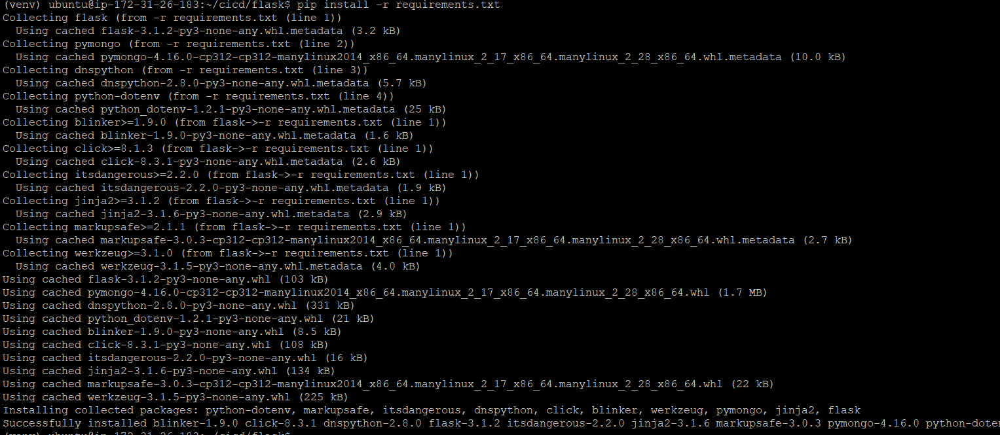 (venv) ubuntu@ip-172-31-26-183:~/cicd/flask$ pip install -r requirements.txt
Collecting flask (from -r requirements.txt (line 1))
  Using cached flask-3.1.2-py3-none-any.whl.metadata (3.2 kB)
Collecting pymongo (from -r requirements.txt (line 2))
  Using cached pymongo-4.16.0-cp312-cp312-manylinux2014_x86_64.manylinux_2_17_x86_64.manylinux_2_28_x86_64.whl.metadata (10.0 kB)
Collecting dnspython (from -r requirements.txt (line 3))
  Using cached dnspython-2.8.0-py3-none-any.whl.metadata (5.7 kB)
Collecting python-dotenv (from -r requirements.txt (line 4))
  Using cached python_dotenv-1.2.1-py3-none-any.whl.metadata (25 kB)
Collecting blinker>=1.9.0 (from flask->-r requirements.txt (line 1))
  Using cached blinker-1.9.0-py3-none-any.whl.metadata (1.6 kB)
Collecting click>=8.1.3 (from flask->-r requirements.txt (line 1))
  Using cached click-8.3.1-py3-none-any.whl.metadata (2.6 kB)
Collecting itsdangerous>=2.2.0 (from flask->-r requirements.txt (line 1))
  Using cached itsdangerous-2.2.0-py3-none-any.whl.metadata (1.9 kB)
Collecting jinja2>=3.1.2 (from flask->-r requirements.txt (line 1))
  Using cached jinja2-3.1.6-py3-none-any.whl.metadata (2.9 kB)
Collecting markupsafe>=2.1.1 (from flask->-r requirements.txt (line 1))
  Using cached markupsafe-3.0.3-cp312-cp312-manylinux2014_x86_64.manylinux_2_17_x86_64.manylinux_2_28_x86_64.whl.metadata (2.7 kB)
Collecting werkzeug>=3.1.0 (from flask->-r requirements.txt (line 1))
  Using cached werkzeug-3.1.5-py3-none-any.whl.metadata (4.0 kB)
Using cached flask-3.1.2-py3-none-any.whl (103 kB)
Using cached pymongo-4.16.0-cp312-cp312-manylinux2014_x86_64.manylinux_2_17_x86_64.manylinux_2_28_x86_64.whl (1.7 MB)
Using cached dnspython-2.8.0-py3-none-any.whl (331 kB)
Using cached python_dotenv-1.2.1-py3-none-any.whl (21 kB)
Using cached blinker-1.9.0-py3-none-any.whl (8.5 kB)
Using cached click-8.3.1-py3-none-any.whl (108 kB)
Using cached itsdangerous-2.2.0-py3-none-any.whl (16 kB)
Using cached jinja2-3.1.6-py3-none-any.whl (134 kB)
Using cached markupsafe-3.0.3-cp312-cp312-manylinux2014_x86_64.manylinux_2_17_x86_64.manylinux_2_28_x86_64.whl (22 kB)
Using cached werkzeug-3.1.5-py3-none-any.whl (225 kB)
Installing collected packages: python-dotenv, markupsafe, itsdangerous, dnspython, click, blinker, werkzeug, pymongo, jinja2, flask
Successfully installed blinker-1.9.0 click-8.3.1 dnspython-2.8.0 flask-3.1.2 itsdangerous-2.2.0 jinja2-3.1.6 markupsafe-3.0.3 pymongo-4.16.0 python-dote
(venv) ubuntu@ip-172-31-26-183:~/cicd/flask$